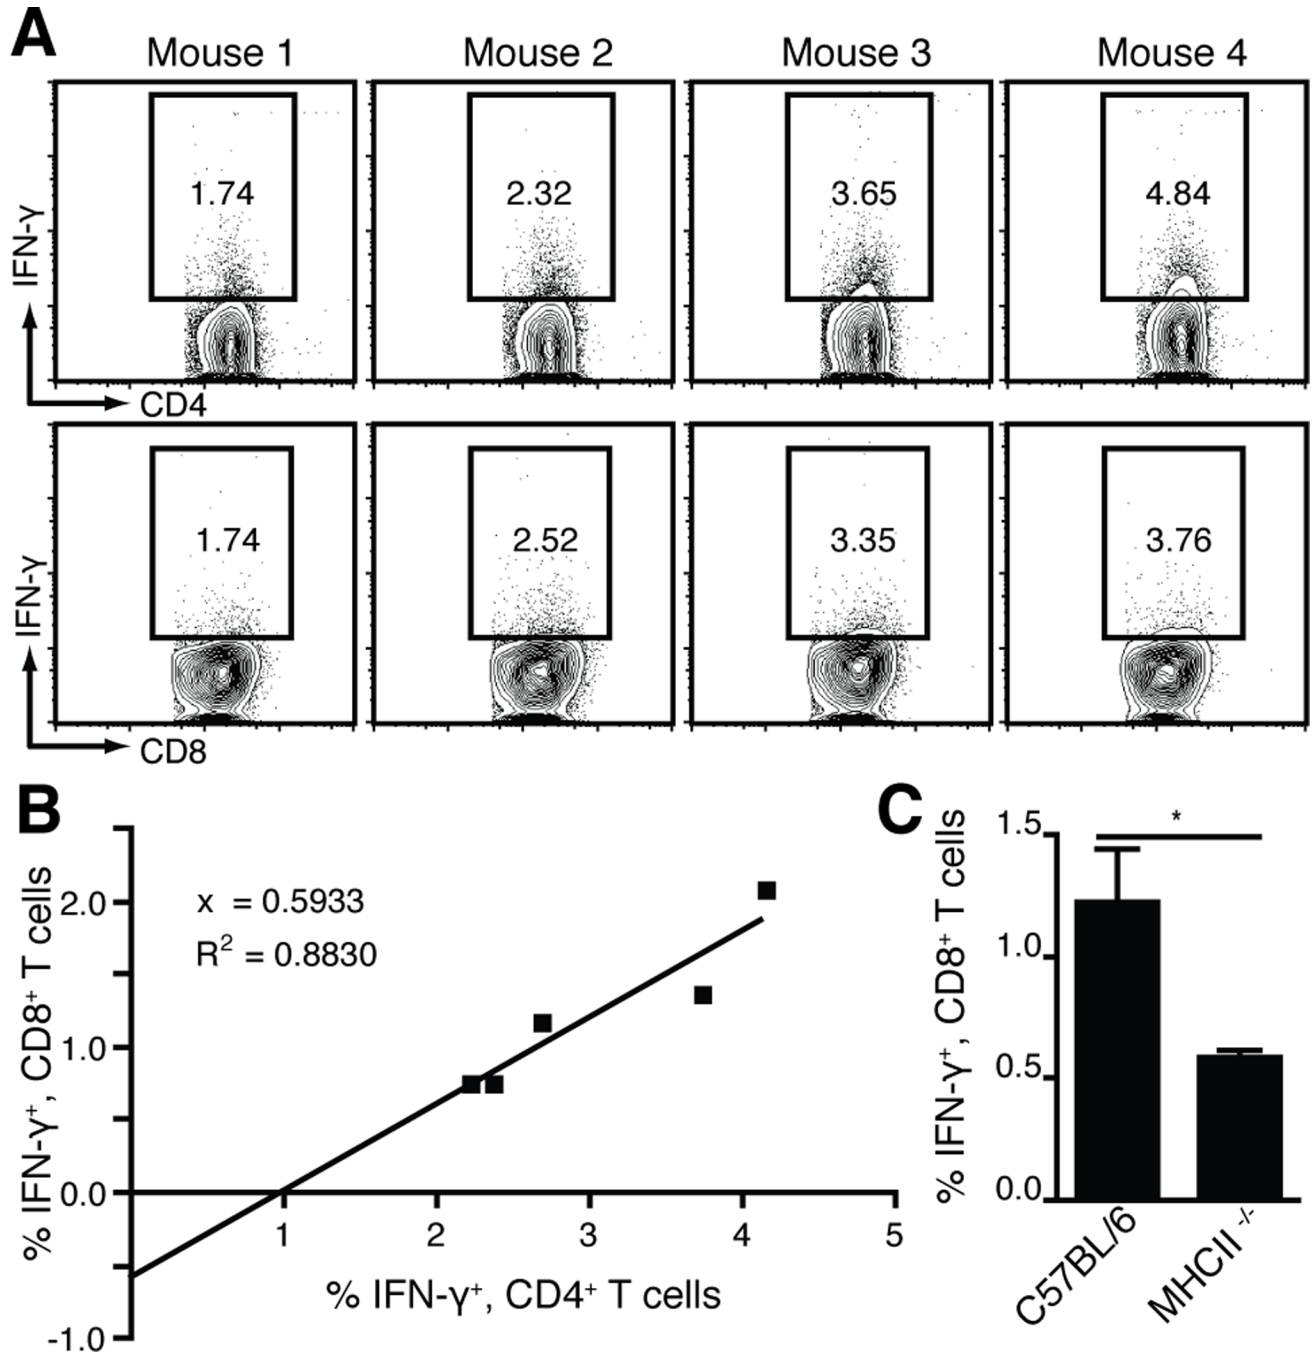 A
Mouse 1
Mouse 2
Mouse 3
Mouse 4
IFN-γ
1.74
2.32
3.65
4.84
CD4
IFN-γ
1.74
2.52
3.35
3.76
CD8
B
% IFN-γ⁺, CD8⁺ T cells
2.0
1.0
0.0
-1.0
x = 0.5933
R² = 0.8830
1
2
3
4
5
% IFN-γ⁺, CD4⁺ T cells
C
% IFN-γ⁺, CD8⁺ T cells
1.5
1.0
0.5
0.0
*
C57BL/6
MHCII -/-